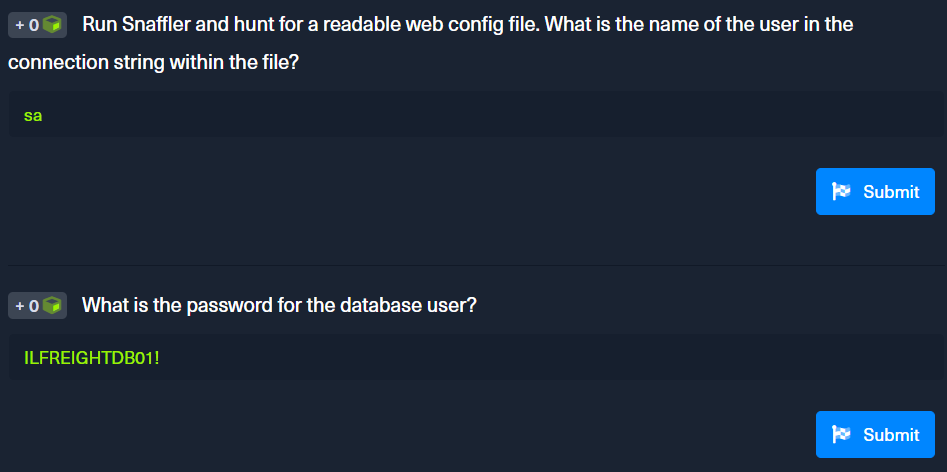 + 0 Run Snaffler and hunt for a readable web config file. What is the name of the user in the
connection string within the file?
sa
Submit
+ 0 What is the password for the database user?
ILFREIGHTDB01!
Submit